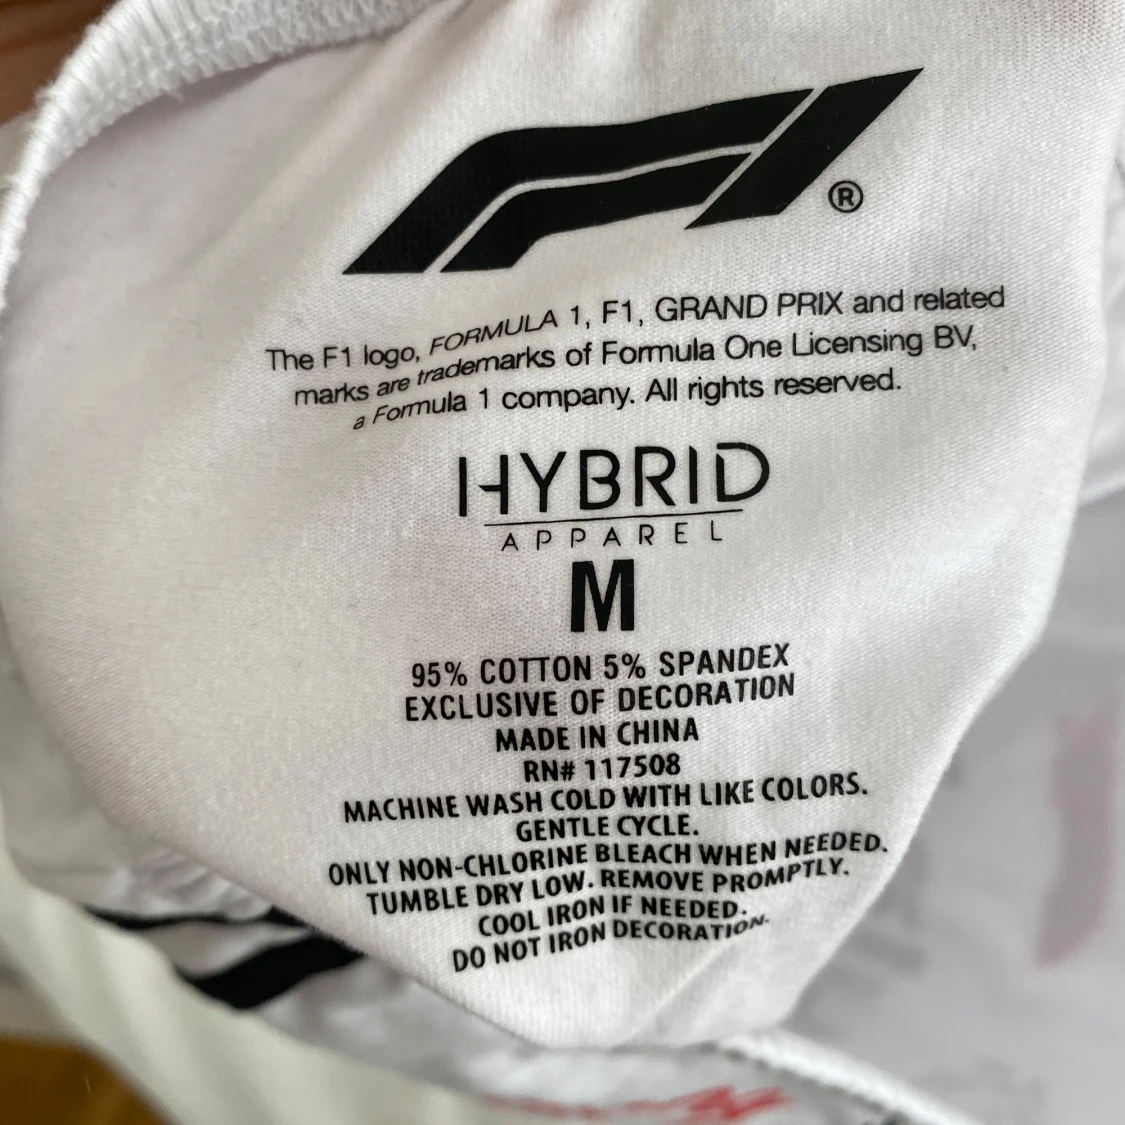 F1®
The F1 logo, FORMULA 1, F1, GRAND PRIX and related
marks are trademarks of Formula One Licensing BV,
a Formula 1 company. All rights reserved.
HYBRID
APPAREL
M
95% COTTON 5% SPANDEX
EXCLUSIVE OF DECORATION
MADE IN CHINA
RN# 117508
MACHINE WASH COLD WITH LIKE COLORS.
GENTLE CYCLE.
ONLY NON-CHLORINE BLEACH WHEN NEEDED.
TUMBLE DRY LOW. REMOVE PROMPTLY.
COOL IRON IF NEEDED.
DO NOT IRON DECORATION.